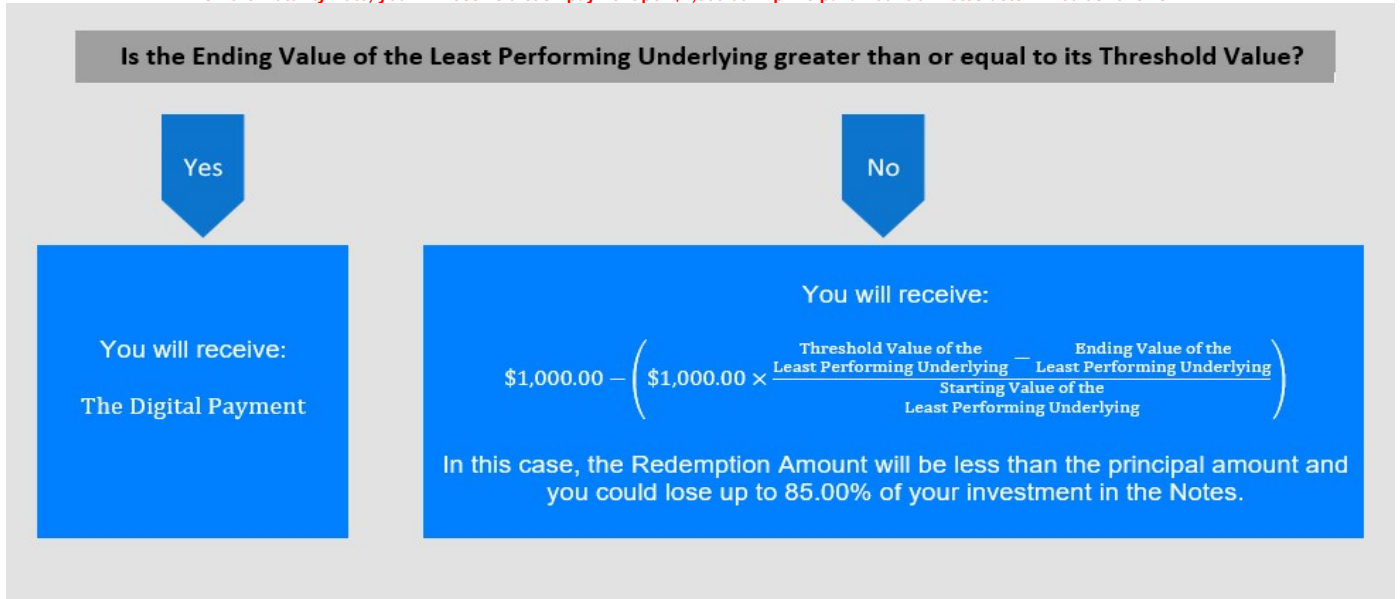 Is the Ending Value of the Least Performing Underlying greater than or equal to its Threshold Value?
Yes
No
You will receive:
The Digital Payment
You will receive:
$1,000.00 − ( $1,000.00 × Threshold Value of the Least Performing Underlying − Ending Value of the Least Performing Underlying / Starting Value of the Least Performing Underlying )
In this case, the Redemption Amount will be less than the principal amount and
you could lose up to 85.00% of your investment in the Notes.